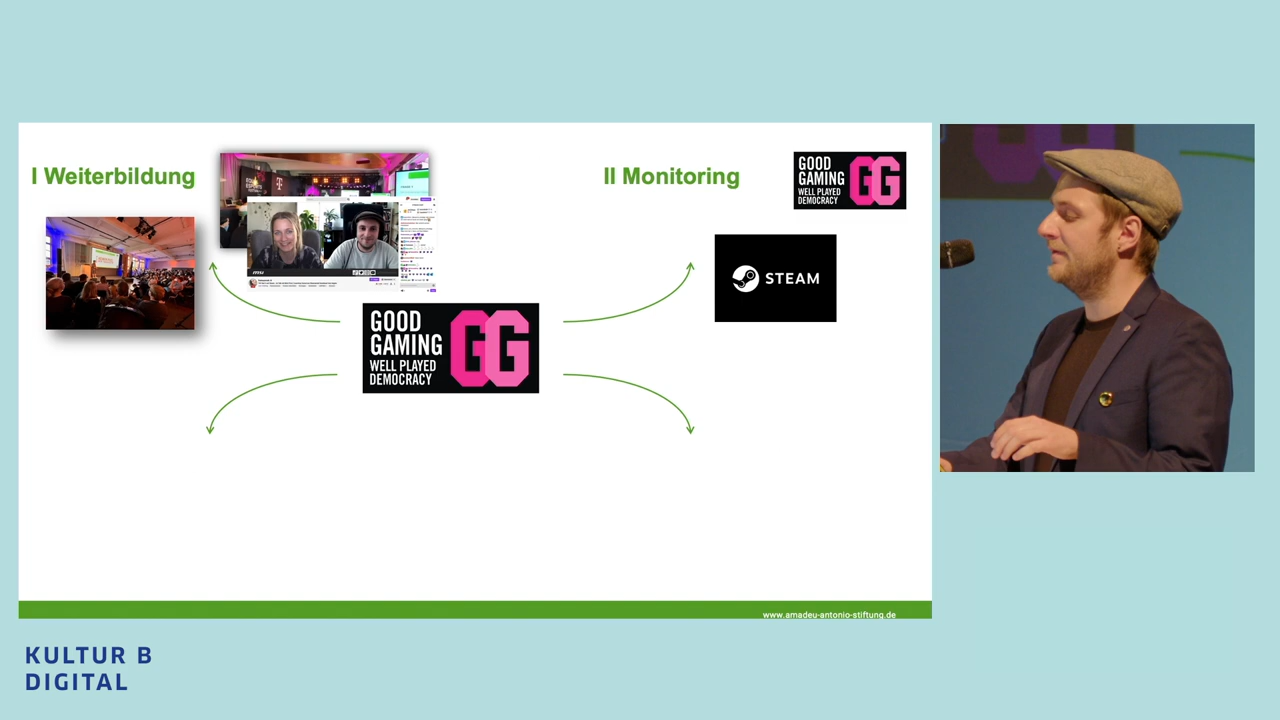 I Weiterbildung
II Monitoring
GOOD
GAMING
WELL PLAYED
DEMOCRACY
GG
STEAM
GOOD
GAMING
WELL PLAYED
DEMOCRACY
GG
www.amadeu-antonio-stiftung.de
KULTUR B
DIGITAL